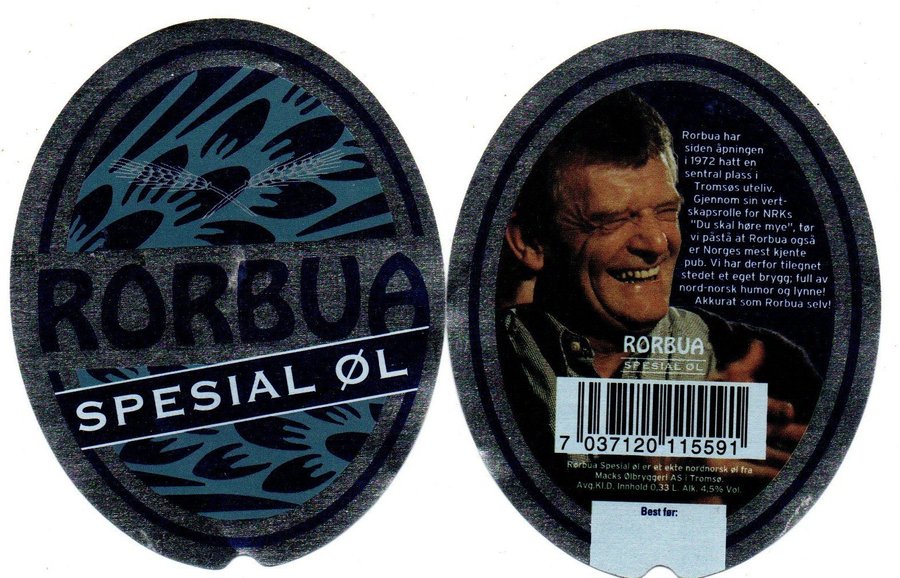 RORBUA
SPESIAL ØL
Rorbua har
siden åpningen
i 1972 hatt en
sentral plass i
Tromsøs uteliv.
Gjennom sin vert-
skapsrolle for NRKs
"Du skal høre mye", tør
vi påstå at Rorbua også
er Norges mest kjente
pub. Vi har derfor tilegnet
stedet et eget brygg; full av
nord-norsk humor og lynne!
Akkurat som Rorbua selv!
RORBUA
SPESIAL ØL
7 037120 115591
Rorbua Spesial øl er et ekte nordnorsk øl fra
Macks Ølbryggeri AS i Tromsø.
Avg.Kl.D. Innhold 0,33 L. Alk. 4,5% Vol.
Best før: